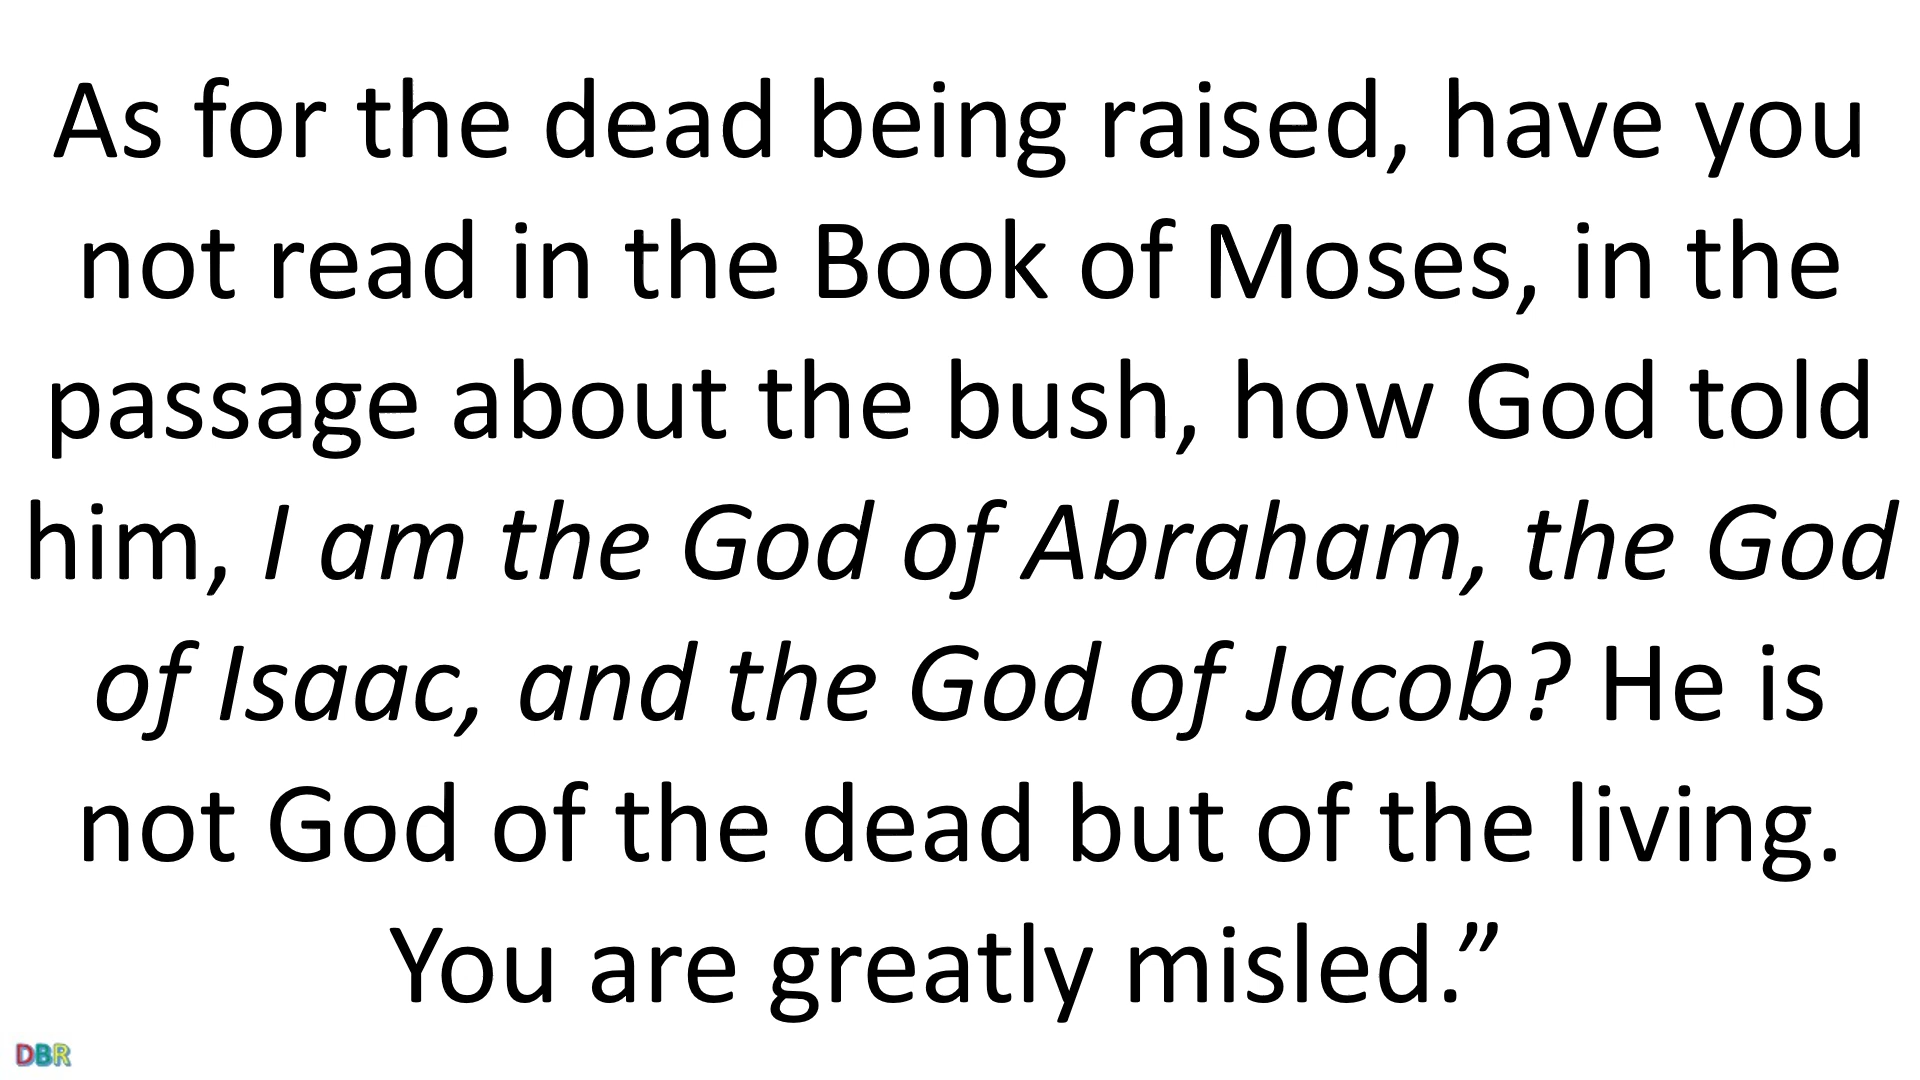 As for the dead being raised, have you
not read in the Book of Moses, in the
passage about the bush, how God told
him, I am the God of Abraham, the God
of Isaac, and the God of Jacob? He is
not God of the dead but of the living.
You are greatly misled.”
DBR